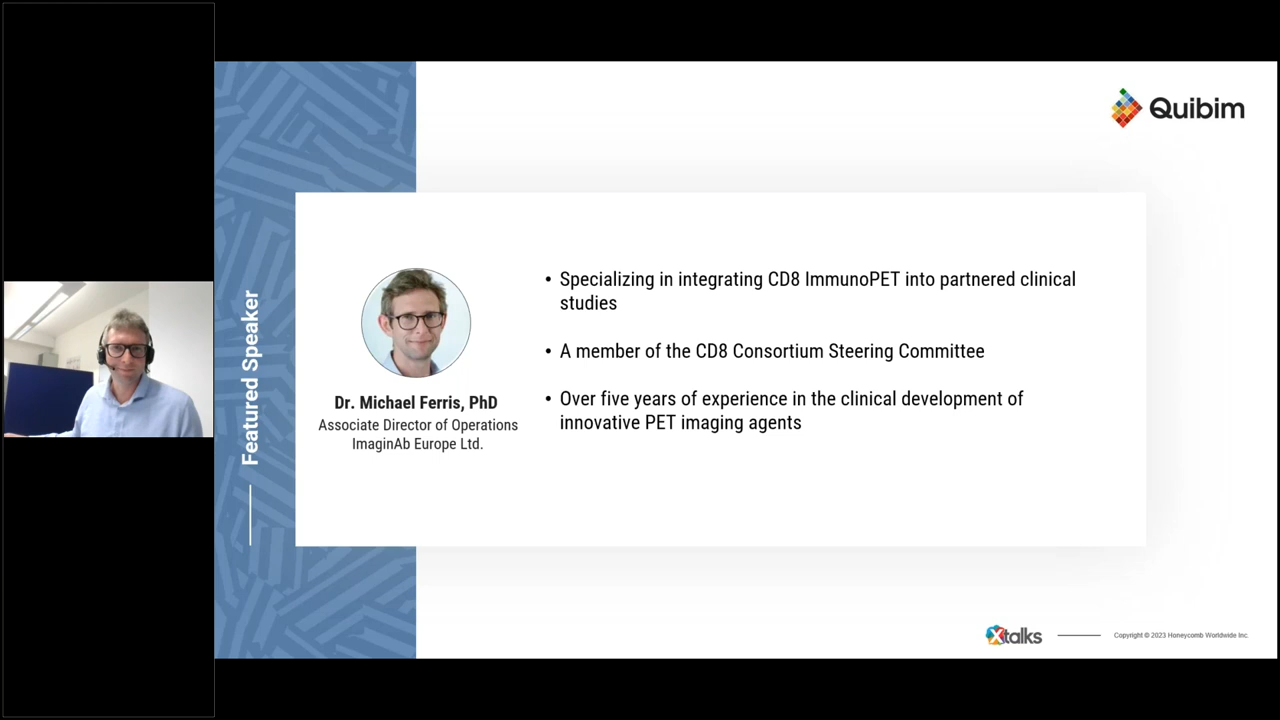 Quibim
Featured Speaker
Dr. Michael Ferris, PhD
Associate Director of Operations
ImaginAb Europe Ltd.
• Specializing in integrating CD8 ImmunoPET into partnered clinical
studies
• A member of the CD8 Consortium Steering Committee
• Over five years of experience in the clinical development of
innovative PET imaging agents
Xtalks
Copyright © 2023 Honeycomb Worldwide Inc.